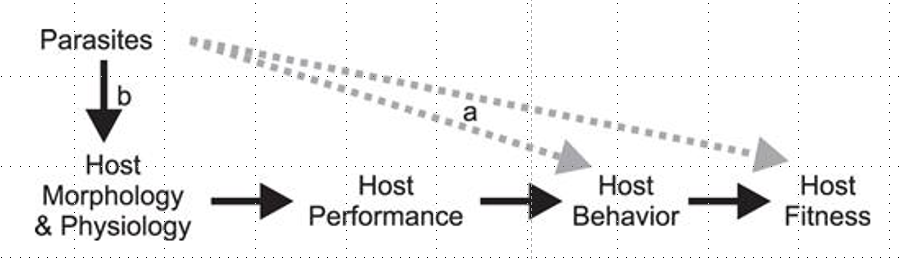 Parasites
b
a
Host
Morphology
& Physiology
Host
Performance
Host
Behavior
Host
Fitness